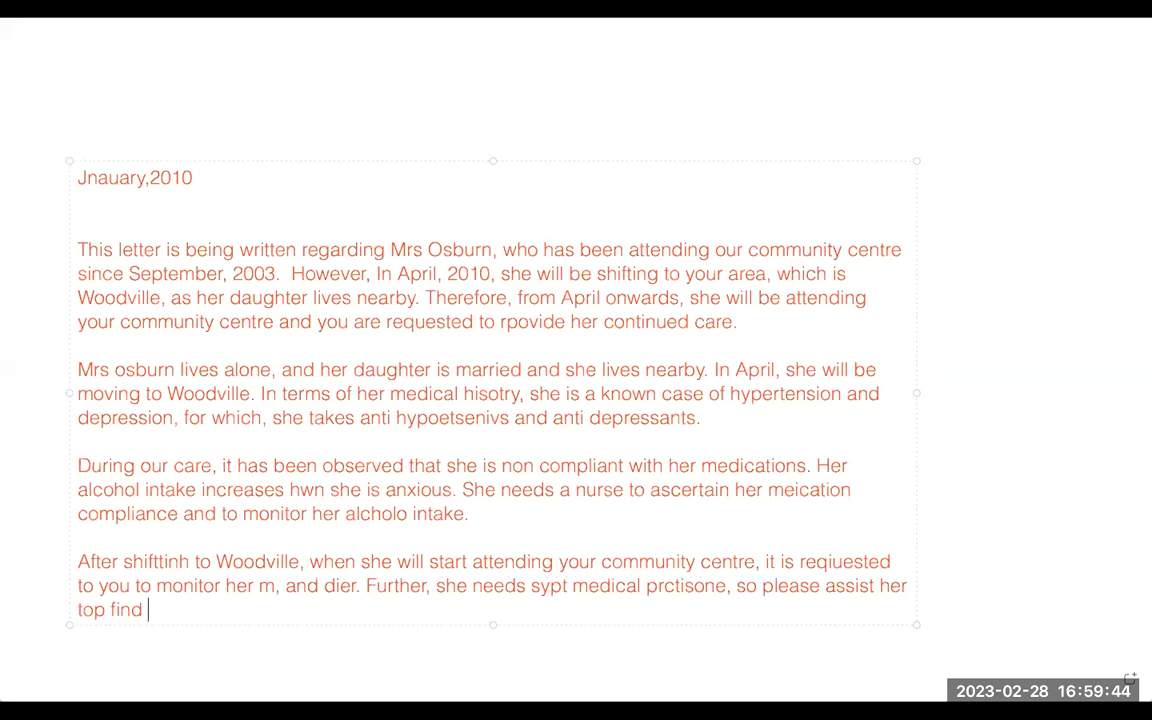 Jnauary,2010
This letter is being written regarding Mrs Osburn, who has been attending our community centre
since September, 2003.  However, In April, 2010, she will be shifting to your area, which is
Woodville, as her daughter lives nearby. Therefore, from April onwards, she will be attending
your community centre and you are requested to rpovide her continued care.
Mrs osburn lives alone, and her daughter is married and she lives nearby. In April, she will be
moving to Woodville. In terms of her medical hisotry, she is a known case of hypertension and
depression, for which, she takes anti hypoetsenivs and anti depressants.
During our care, it has been observed that she is non compliant with her medications. Her
alcohol intake increases hwn she is anxious. She needs a nurse to ascertain her meication
compliance and to monitor her alcholo intake.
After shifttinh to Woodville, when she will start attending your community centre, it is reqiuested
to you to monitor her m, and dier. Further, she needs sypt medical prctisone, so please assist her
top find
2023-02-28 16:59:44